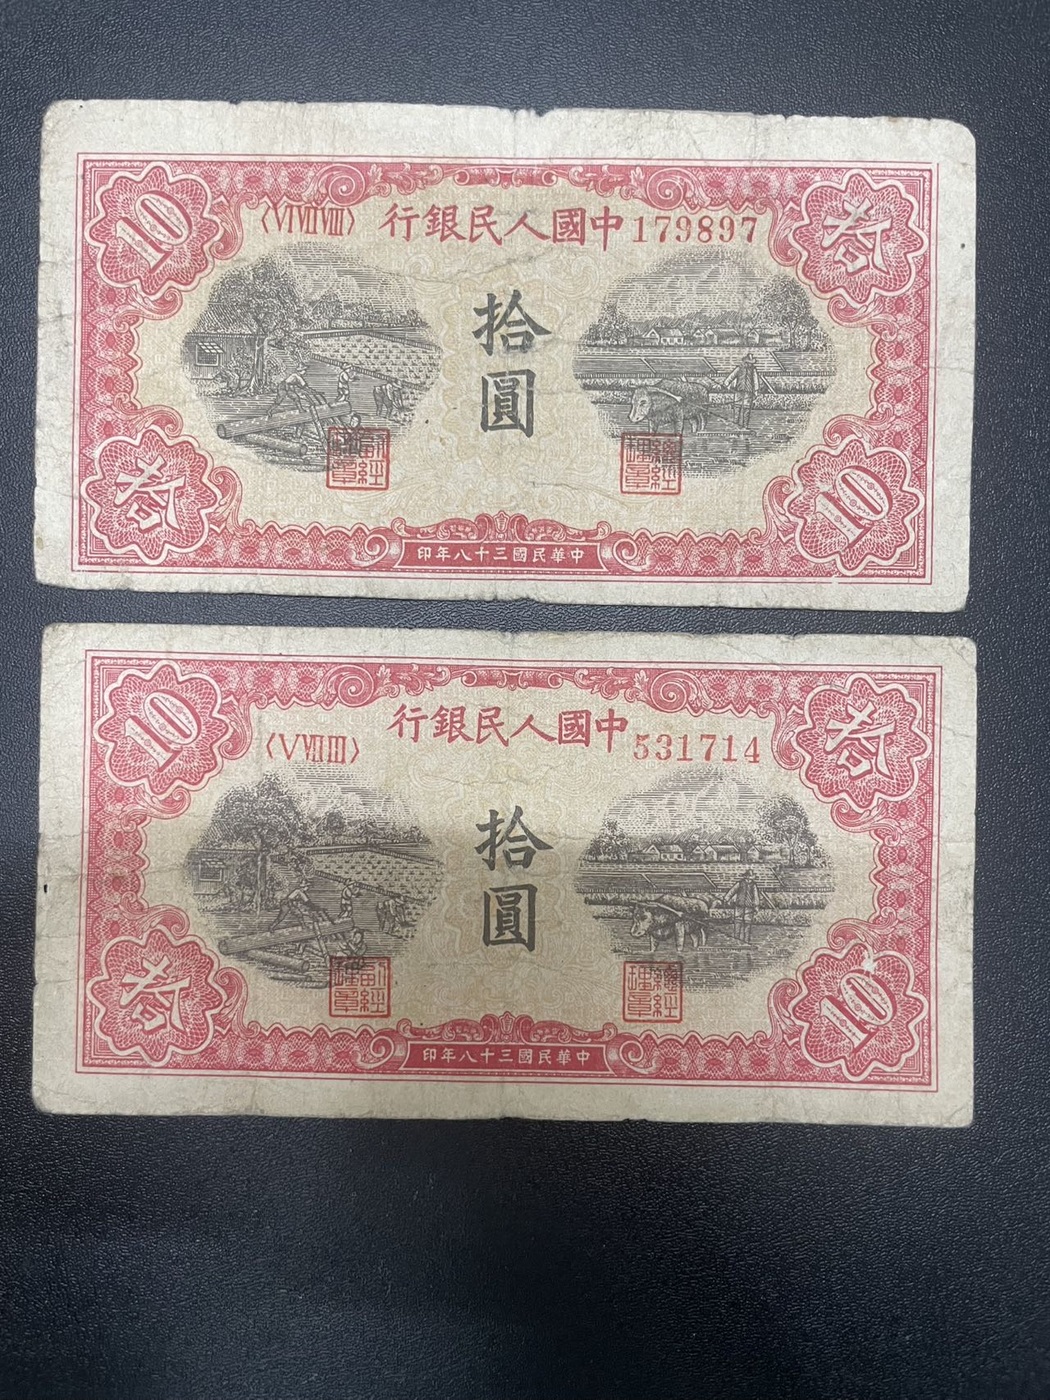 10
拾
〈VI VII VIII〉
行銀民人國中
179897
拾
圓
拾
10
印年八十三國民華中
10
拾
〈V VII III〉
行銀民人國中
531714
拾
圓
拾
10
印年八十三國民華中